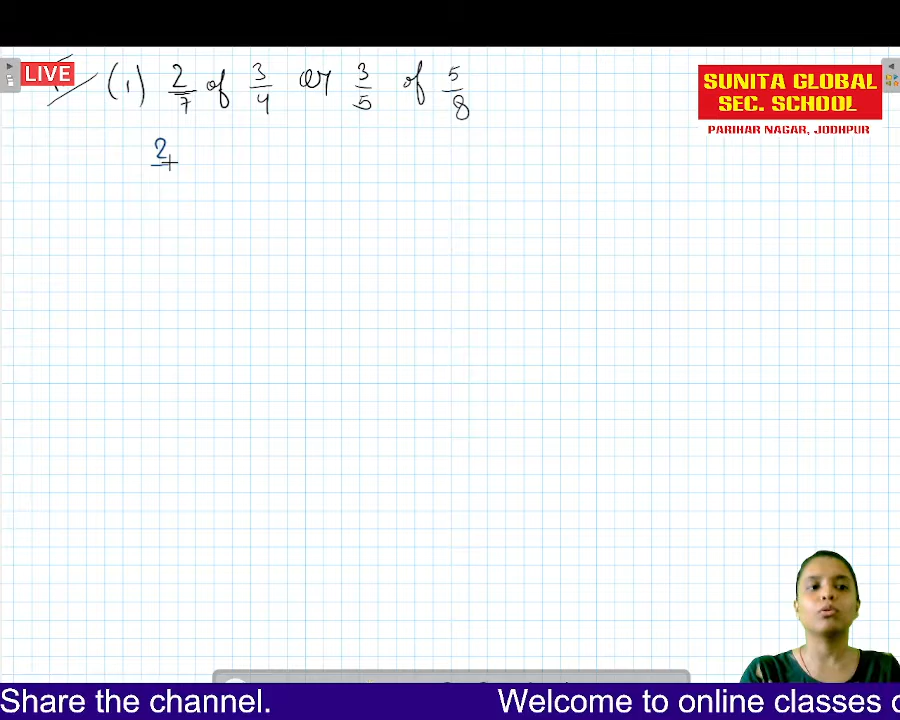 LIVE
(1) 2/7 of 3/4 or 3/5 of 5/8
2
SUNITA GLOBAL
SEC. SCHOOL
PARIHAR NAGAR, JODHPUR
Share the channel. Welcome to online classes